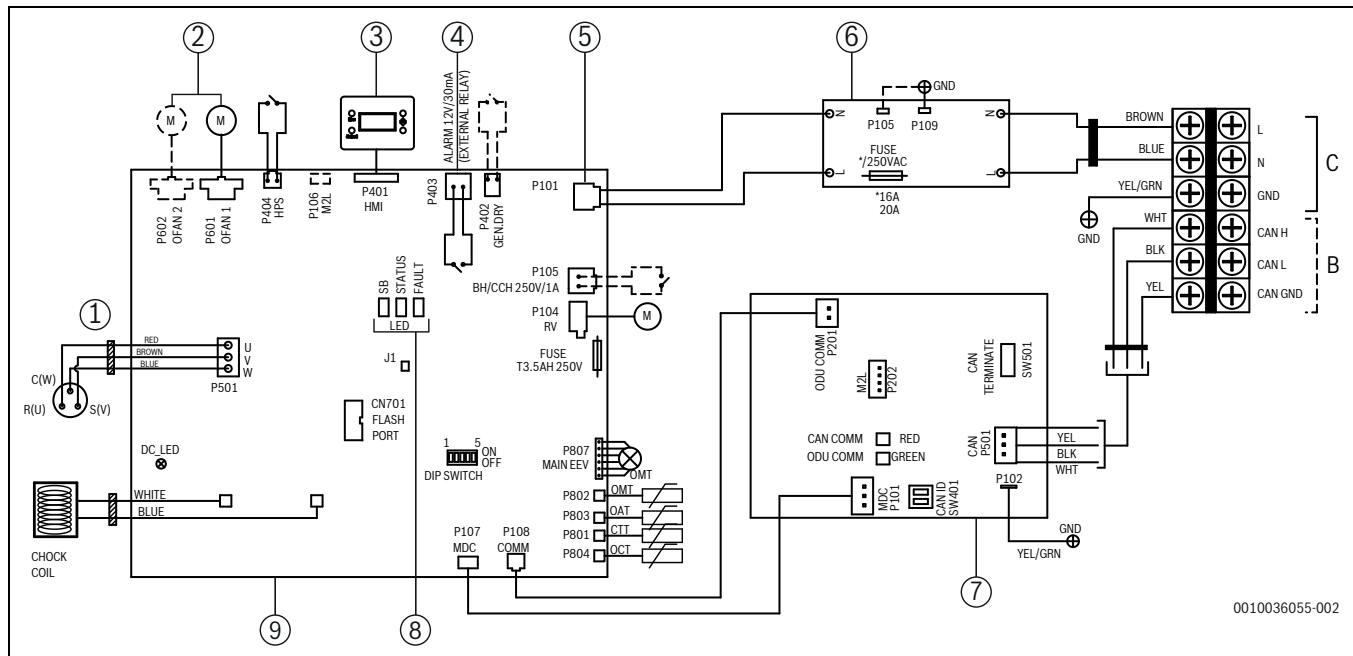 2
3
4
5
6
M
M
ALARM 12V/30mA
(EXTERNAL RELAY)
P602
OFAN 2
P601
OFAN 1
P404
HPS
P106
M2L
P401
HMI
P403
P402
GEN.DRY
P101
GND
N
P105
P109
N
FUSE
*/250VAC
L
L
*16A
20A
BROWN
L
BLUE
N
YEL/GRN
GND
C
GND
WHT
CAN H
BLK
CAN L
B
YEL
CAN GND
SB
STATUS
FAULT
LED
P105
BH/CCH 250V/1A
P104
RV
M
FUSE
T3.5AH 250V
J1
1
RED
U
BROWN
V
BLUE
W
P501
C(W)
R(U)
S(V)
CN701
FLASH
PORT
DC_LED
1
5
ON
OFF
DIP SWITCH
P807
MAIN EEV
OMT
P802
OMT
P803
OAT
P801
CTT
P804
OCT
WHITE
BLUE
CHOCK
COIL
P107
MDC
P108
COMM
ODU COMM
P201
M2L
P202
CAN
TERMINATE
SW501
CAN COMM
RED
ODU COMM
GREEN
CAN
P501
YEL
BLK
WHT
MDC
P101
CAN ID
SW401
P102
GND
YEL/GRN
9
8
7
0010036055-002